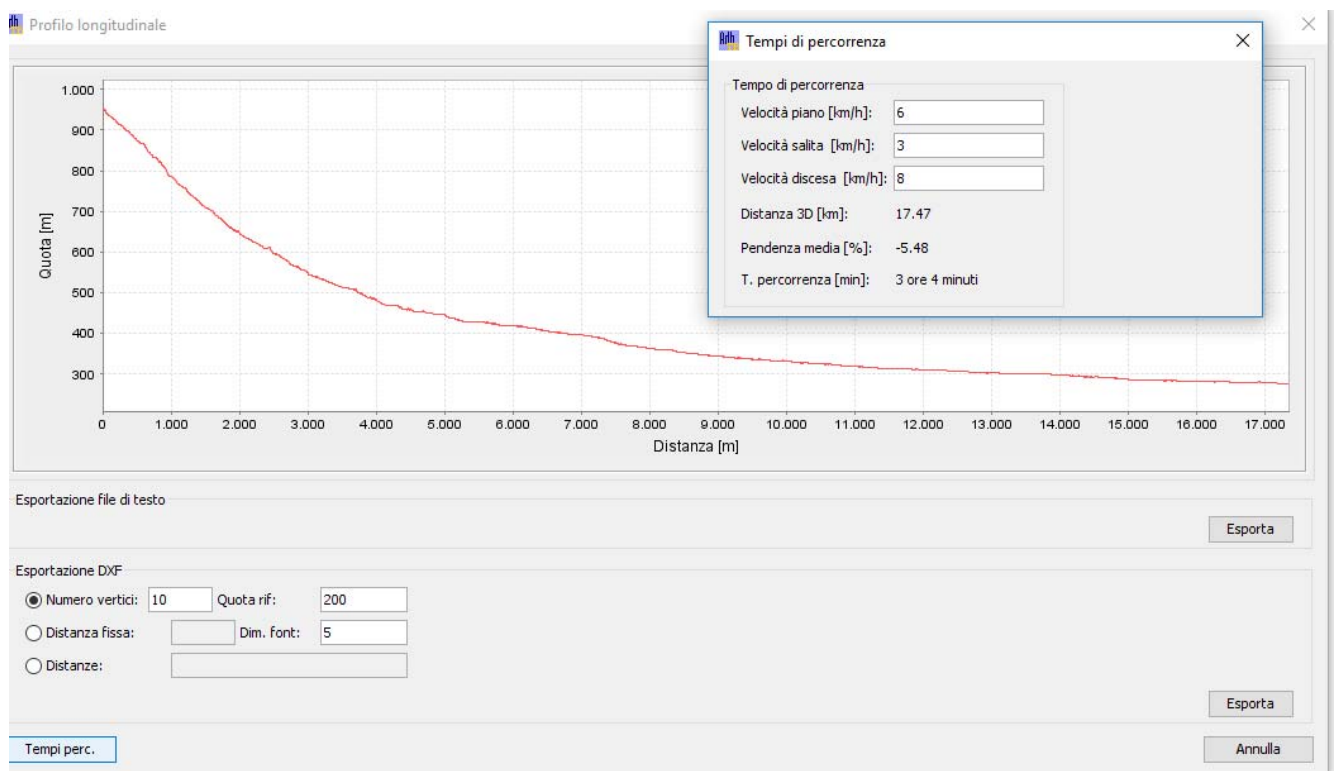 Profilo longitudinale
Tempi di percorrenza
Tempo di percorrenza
Velocità piano [km/h]: 6
Velocità salita [km/h]: 3
Velocità discesa [km/h]: 8
Distanza 3D [km]: 17.47
Pendenza media [%]: -5.48
T. percorrenza [min]: 3 ore 4 minuti
Quota [m]
1.000
900
800
700
600
500
400
300
0 1.000 2.000 3.000 4.000 5.000 6.000 7.000 8.000 9.000 10.000 11.000 12.000 13.000 14.000 15.000 16.000 17.000
Distanza [m]
Esportazione file di testo
Esporta
Esportazione DXF
Numero vertici: 10 Quota rif: 200
Distanza fissa: Dim. font: 5
Distanze:
Esporta
Tempi perc. Annulla